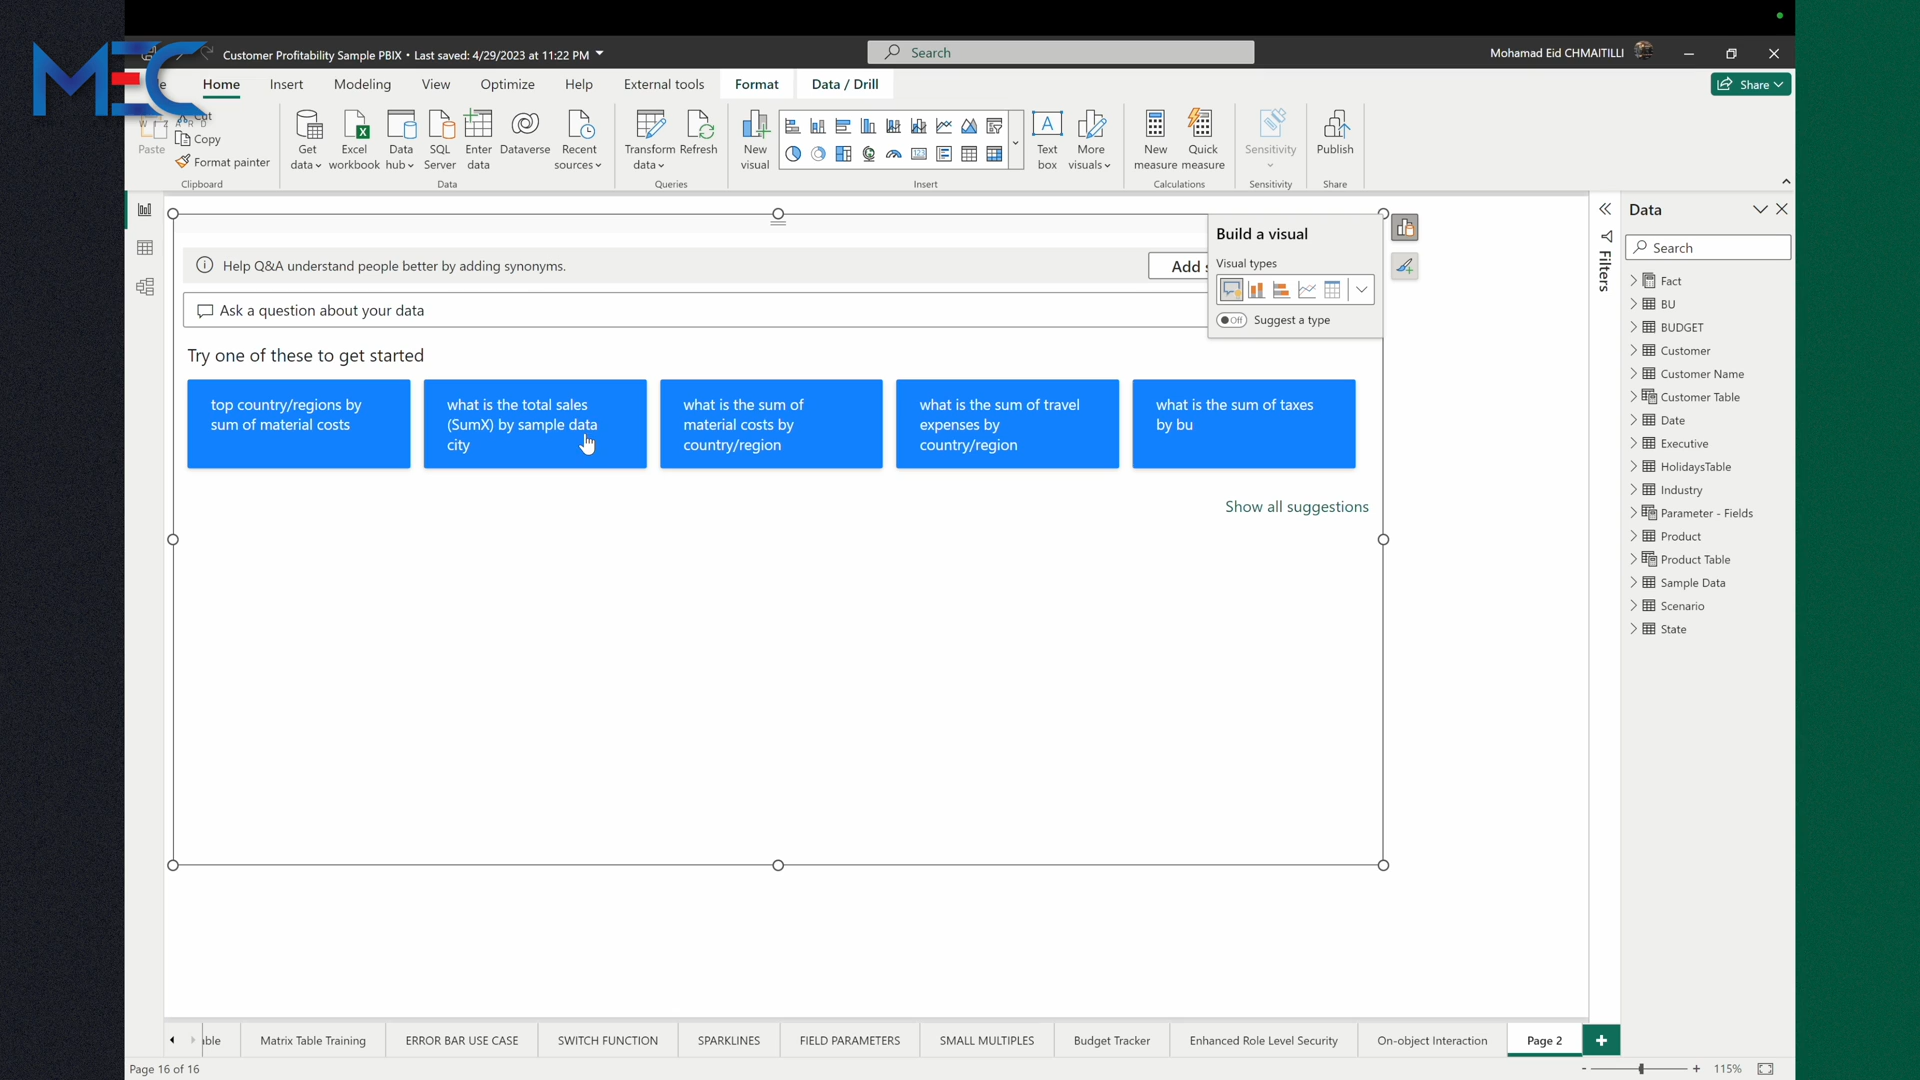 MEC
Customer Profitability Sample PBIX • Last saved: 4/29/2023 at 11:22 PM
Search
Mohamad Eid CHMAITILLI
Home
Insert
Modeling
View
Optimize
Help
External tools
Format
Data / Drill
Share
Paste
Cut
Copy
Format painter
Clipboard
Get data
Excel workbook
Data hub
SQL Server
Enter data
Dataverse
Recent sources
Data
Transform data
Refresh
Queries
New visual
Text box
More visuals
Insert
New measure
Quick measure
Calculations
Sensitivity
Sensitivity
Publish
Share
Help Q&A understand people better by adding synonyms.
Add
Ask a question about your data
Try one of these to get started
top country/regions by
sum of material costs
what is the total sales
(SumX) by sample data
city
what is the sum of
material costs by
country/region
what is the sum of travel
expenses by
country/region
what is the sum of taxes
by bu
Show all suggestions
Build a visual
Visual types
Off
Suggest a type
Filters
Data
Search
Fact
BU
BUDGET
Customer
Customer Name
Customer Table
Date
Executive
HolidaysTable
Industry
Parameter - Fields
Product
Product Table
Sample Data
Scenario
State
Matrix Table Training
ERROR BAR USE CASE
SWITCH FUNCTION
SPARKLINES
FIELD PARAMETERS
SMALL MULTIPLES
Budget Tracker
Enhanced Role Level Security
On-object Interaction
Page 2
Page 16 of 16
115%